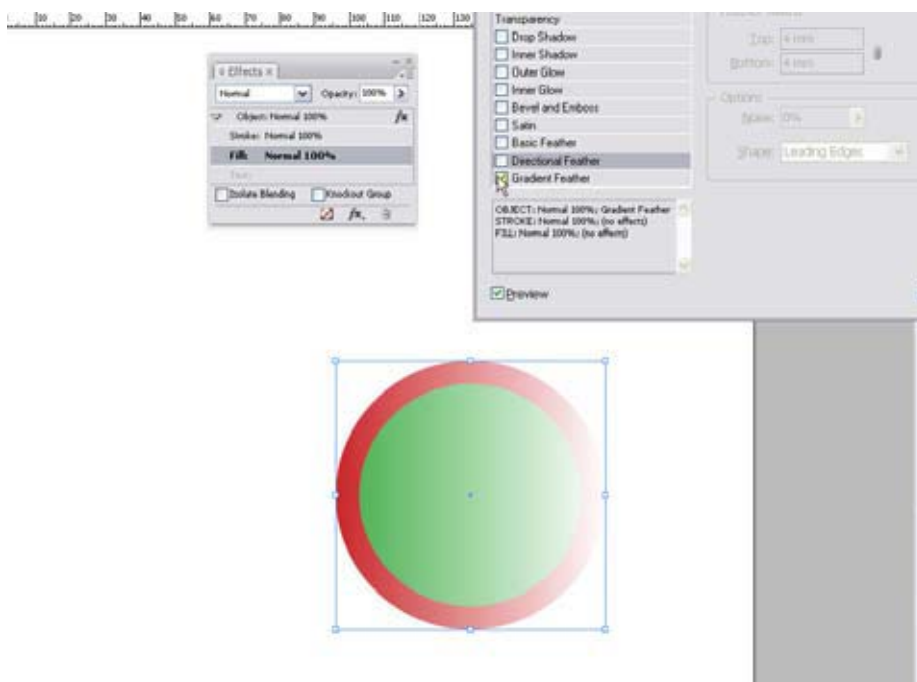 10 20 30 40 50 60 70 80 90 100 110 120 130
Effects ×
Normal Opacity: 100%
Object: Normal 100% fx
Stroke: Normal 100%
Fill: Normal 100%
Text:
Isolate Blending Knockout Group
fx.
Transparency
Drop Shadow
Inner Shadow
Outer Glow
Inner Glow
Bevel and Emboss
Satin
Basic Feather
Directional Feather
Gradient Feather
OBJECT: Normal 100%; Gradient Feather
STROKE: Normal 100%; (no effects)
FILL: Normal 100%; (no effects)
Preview
Top: 4 mm
Bottom: 4 mm
Options
Noise: 0%
Shape: Leading Edges